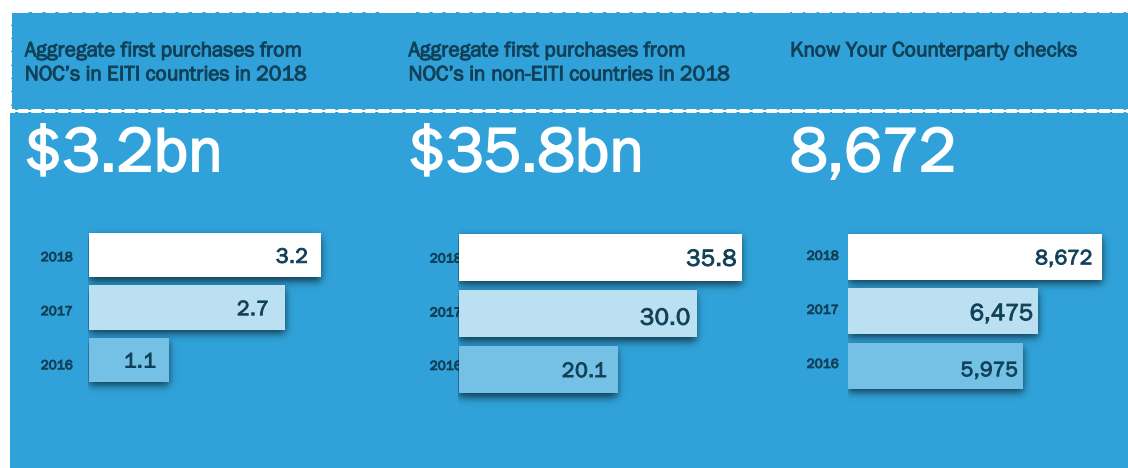 Aggregate first purchases from
NOC's in EITI countries in 2018
$3.2bn
2018 3.2
2017 2.7
2016 1.1
Aggregate first purchases from
NOC's in non-EITI countries in 2018
$35.8bn
2018 35.8
2017 30.0
2016 20.1
Know Your Counterparty checks
8,672
2018 8,672
2017 6,475
2016 5,975